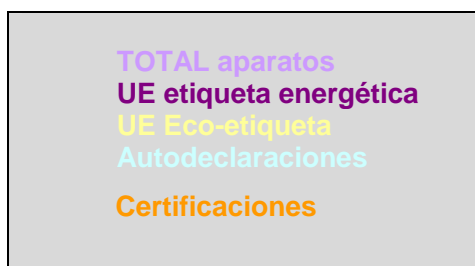 TOTAL aparatos
UE etiqueta energética
UE Eco-etiqueta
Autodeclaraciones
Certificaciones